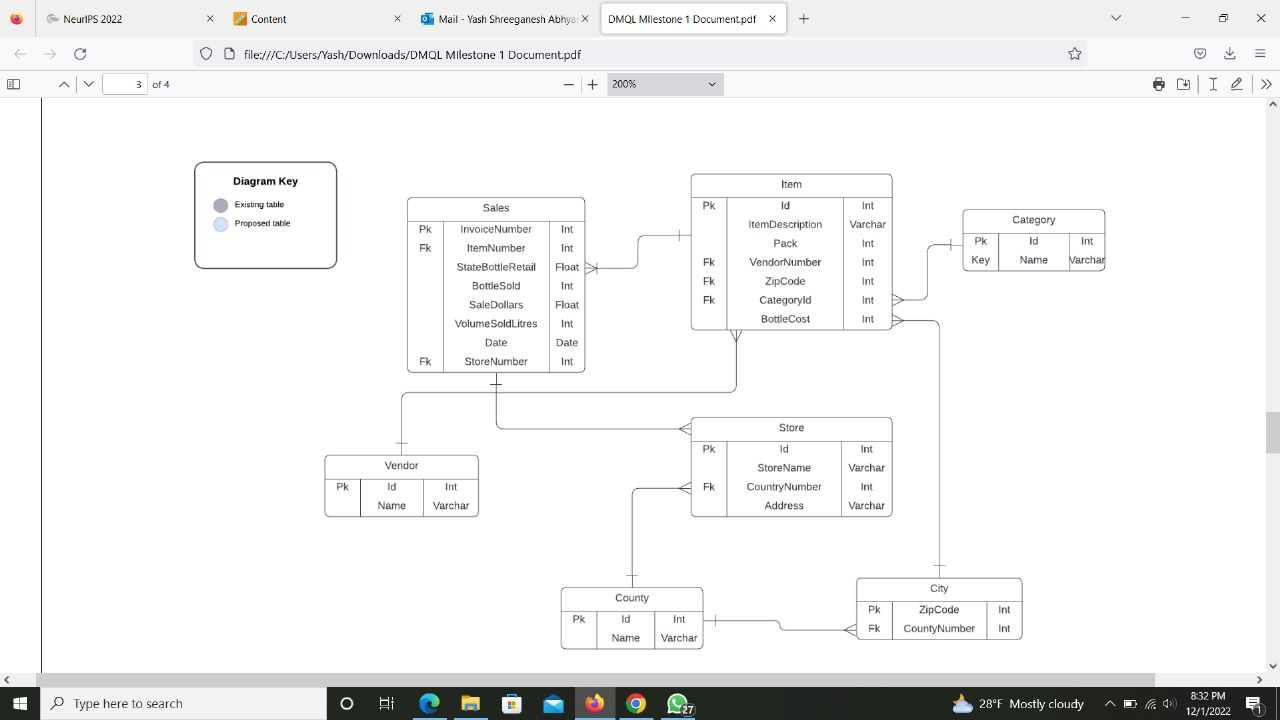 NeurIPS 2022
Content
Mail - Yash Shreeganesh Abhya
DMQL MIlestone 1 Document.pdf
file:///C:/Users/Yash/Downloads/DMQL MIlestone 1 Document.pdf
3 of 4
200%
Diagram Key
Existing table
Proposed table
Sales
Pk InvoiceNumber Int
Fk ItemNumber Int
StateBottleRetail Float
BottleSold Int
SaleDollars Float
VolumeSoldLitres Int
Date Date
Fk StoreNumber Int
Item
Pk Id Int
ItemDescription Varchar
Pack Int
Fk VendorNumber Int
Fk ZipCode Int
Fk CategoryId Int
BottleCost Int
Category
Pk Id Int
Key Name Varchar
Vendor
Pk Id Int
Name Varchar
Store
Pk Id Int
StoreName Varchar
Fk CountryNumber Int
Address Varchar
County
Pk Id Int
Name Varchar
City
Pk ZipCode Int
Fk CountyNumber Int
Type here to search
27
28°F Mostly cloudy
8:32 PM
12/1/2022
1